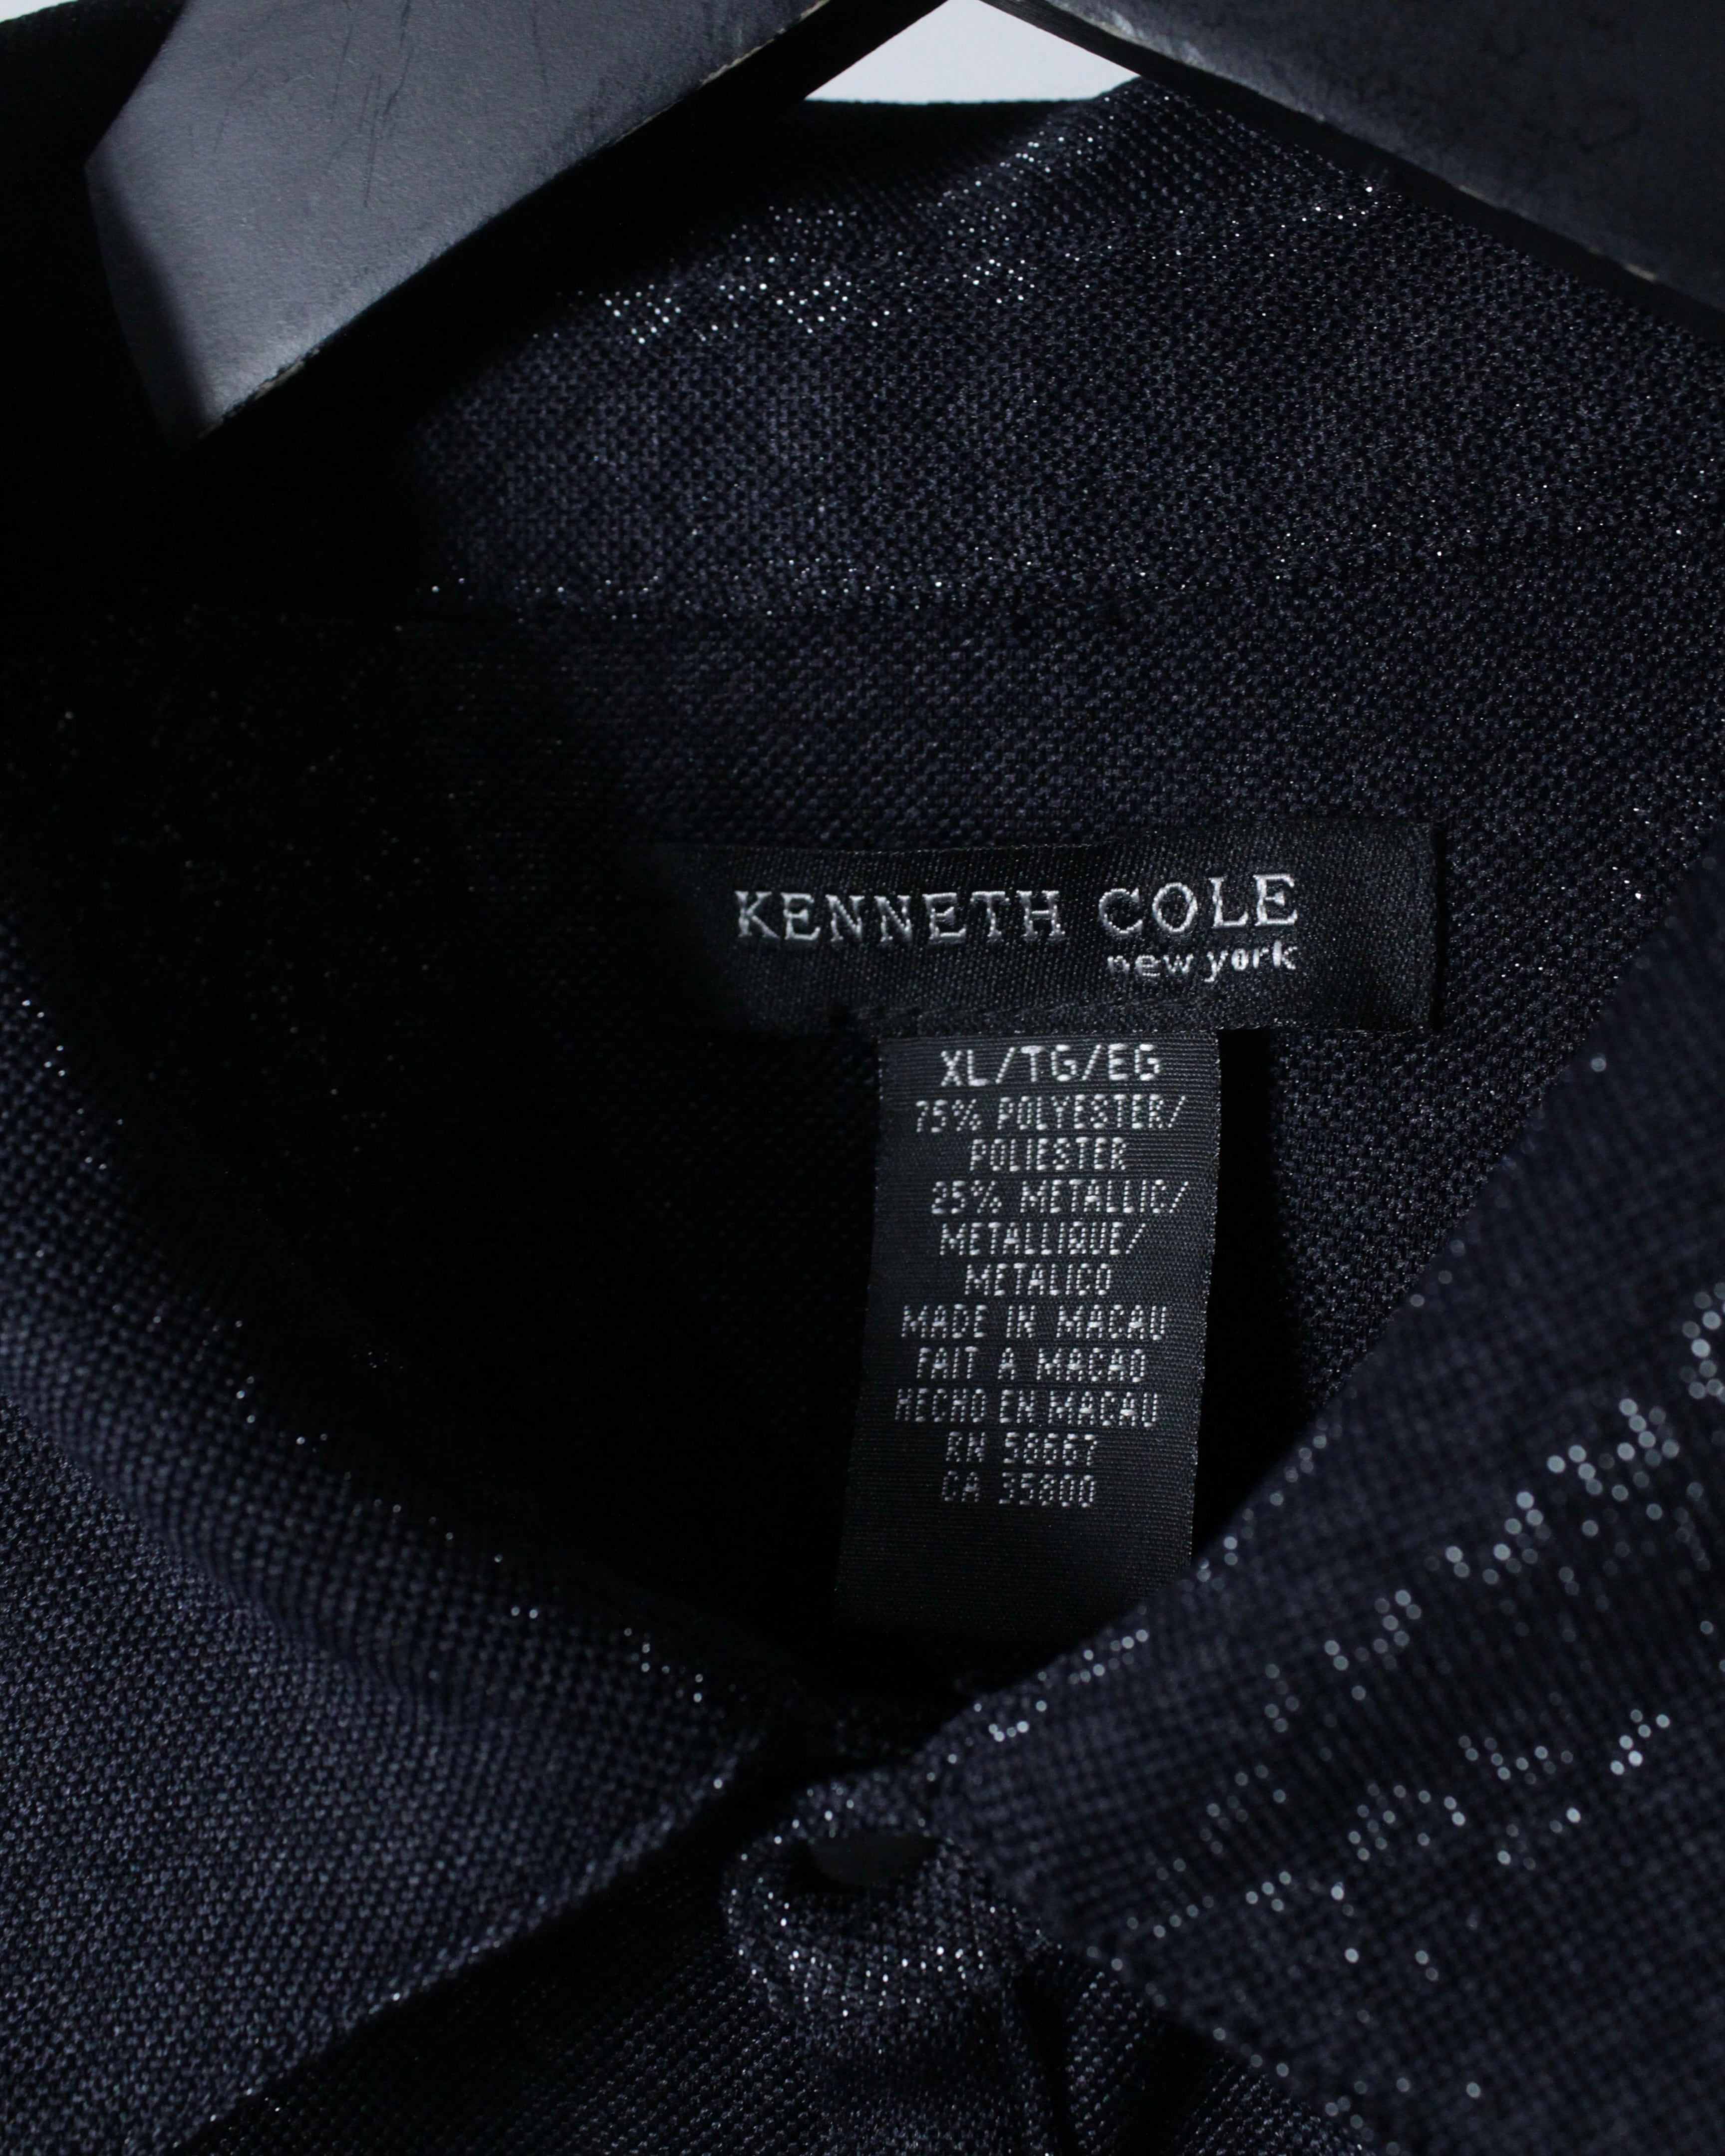 KENNETH COLE
new york
XL/TG/EG
75% POLYESTER/
POLIESTER
25% METALLIC/
METALLIQUE/
METALICO
MADE IN MACAU
FAIT A MACAO
HECHO EN MACAU
RN 58667
CA 35800